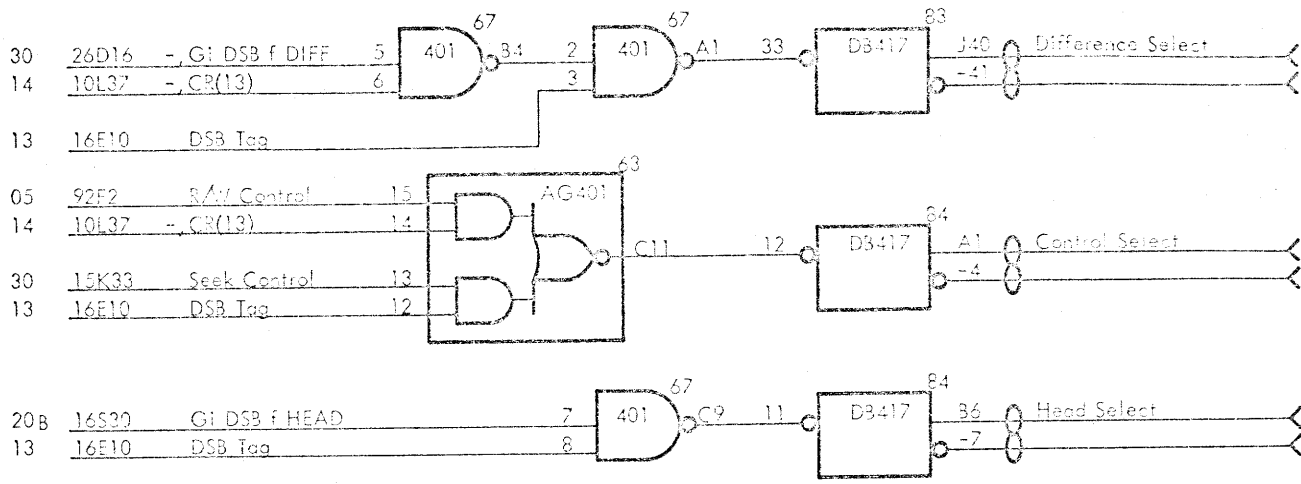 67 67 83
30 26D16 -, Gi DSB f DIFF 5 401 B4 2 401 A1 33 DB417 J40 Difference Select
14 10L37 -, CR(13) 6 3 -41
13 16E10 DSB Tag
63
05 92F2 R/W Control 15 AG401 84
14 10L37 -, CR(13) 14
C11 12 DB417 A1 Control Select
30 15K33 Seek Control 13 -4
13 16E10 DSB Tag 12
67 84
20B 16S30 Gi DSB f HEAD 7 401 C9 11 DB417 B6 Head Select
13 16E10 DSB Tag 8 -7